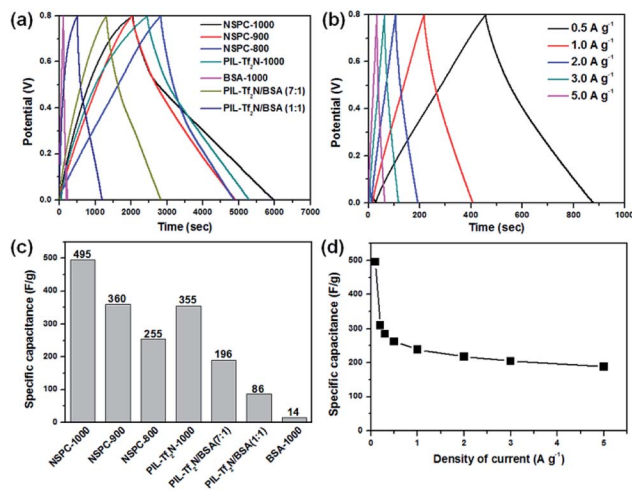 (a)
NSPC-1000
NSPC-900
NSPC-800
PIL-Tf₂N-1000
BSA-1000
PIL-Tf₂N/BSA (7:1)
PIL-Tf₂N/BSA (1:1)
Potential (V)
0.8
0.6
0.4
0.2
0.0
0 1000 2000 3000 4000 5000 6000 7000
Time (sec)
(b)
0.5 A g⁻¹
1.0 A g⁻¹
2.0 A g⁻¹
3.0 A g⁻¹
5.0 A g⁻¹
Potential (V)
0.8
0.6
0.4
0.2
0.0
0 200 400 600 800 1000
Time (sec)
(c)
Specific capacitance (F/g)
500
400
300
200
100
0
495
360
255
355
196
86
14
NSPC-1000
NSPC-900
NSPC-800
PIL-Tf₂N-1000
PIL-Tf₂N/BSA(7:1)
PIL-Tf₂N/BSA(1:1)
BSA-1000
(d)
Specific capacitance (F/g)
500
400
300
200
100
0
0 1 2 3 4 5
Density of current (A g⁻¹)